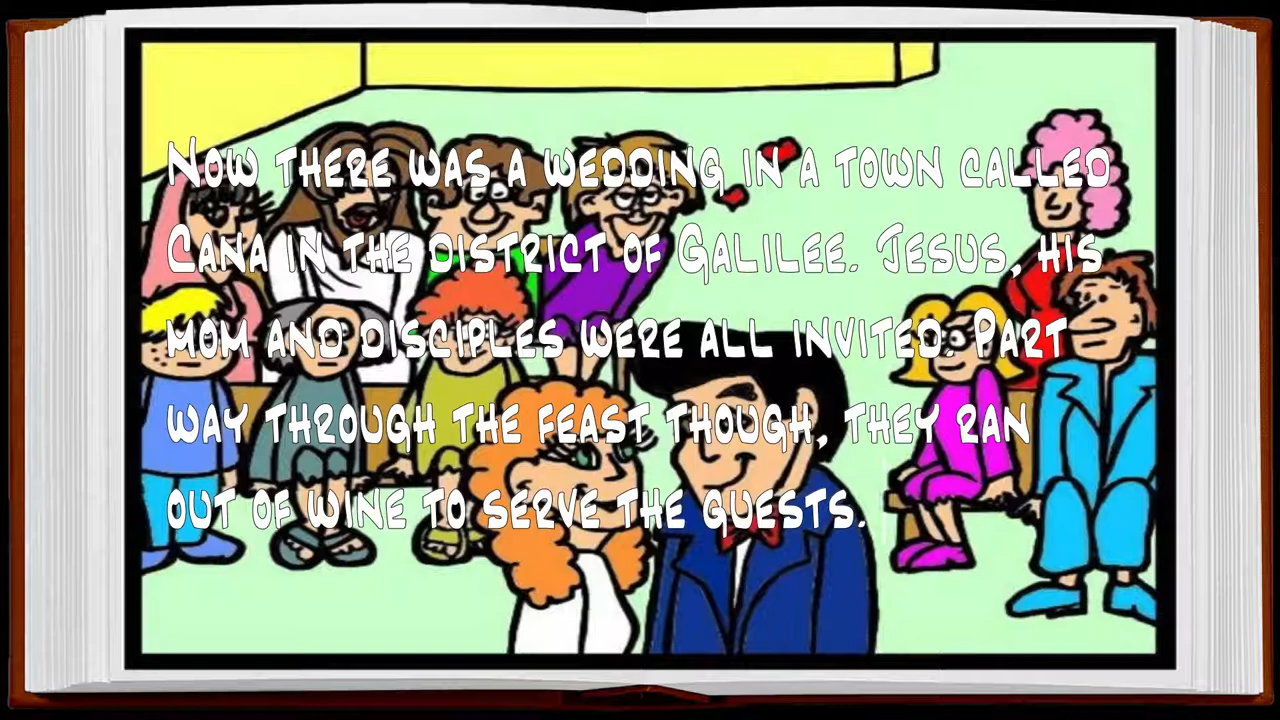 Now there was a wedding in a town called
Cana in the district of Galilee. Jesus, his
mom and disciples were all invited. Part
way through the feast though, they ran
out of wine to serve the guests.